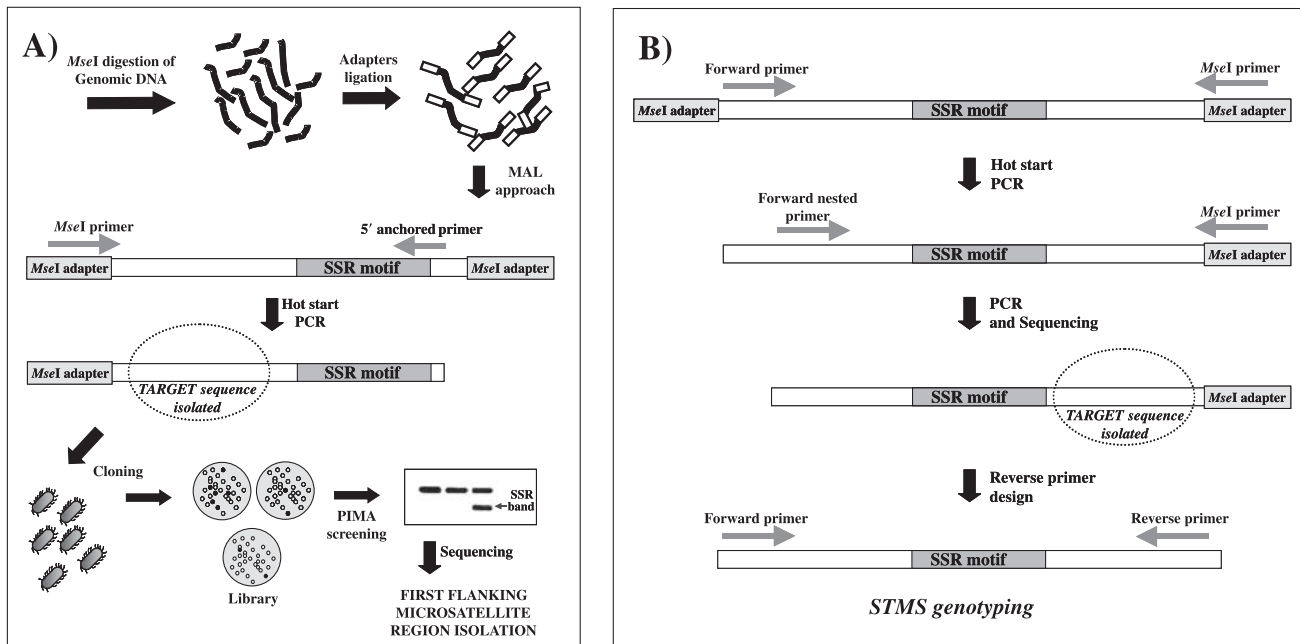 A)
MseI digestion of
Genomic DNA
Adapters
ligation
MAL
approach
MseI primer
5′ anchored primer
MseI adapter
SSR motif
MseI adapter
Hot start
PCR
MseI adapter
SSR motif
TARGET sequence
isolated
Cloning
PIMA
screening
SSR
band
Library
Sequencing
FIRST FLANKING
MICROSATELLITE
REGION ISOLATION
B)
Forward primer
MseI primer
MseI adapter
SSR motif
MseI adapter
Hot start
PCR
Forward nested
primer
MseI primer
SSR motif
MseI adapter
PCR
and Sequencing
SSR motif
MseI adapter
TARGET sequence
isolated
Reverse primer
design
Forward primer
Reverse primer
SSR motif
STMS genotyping